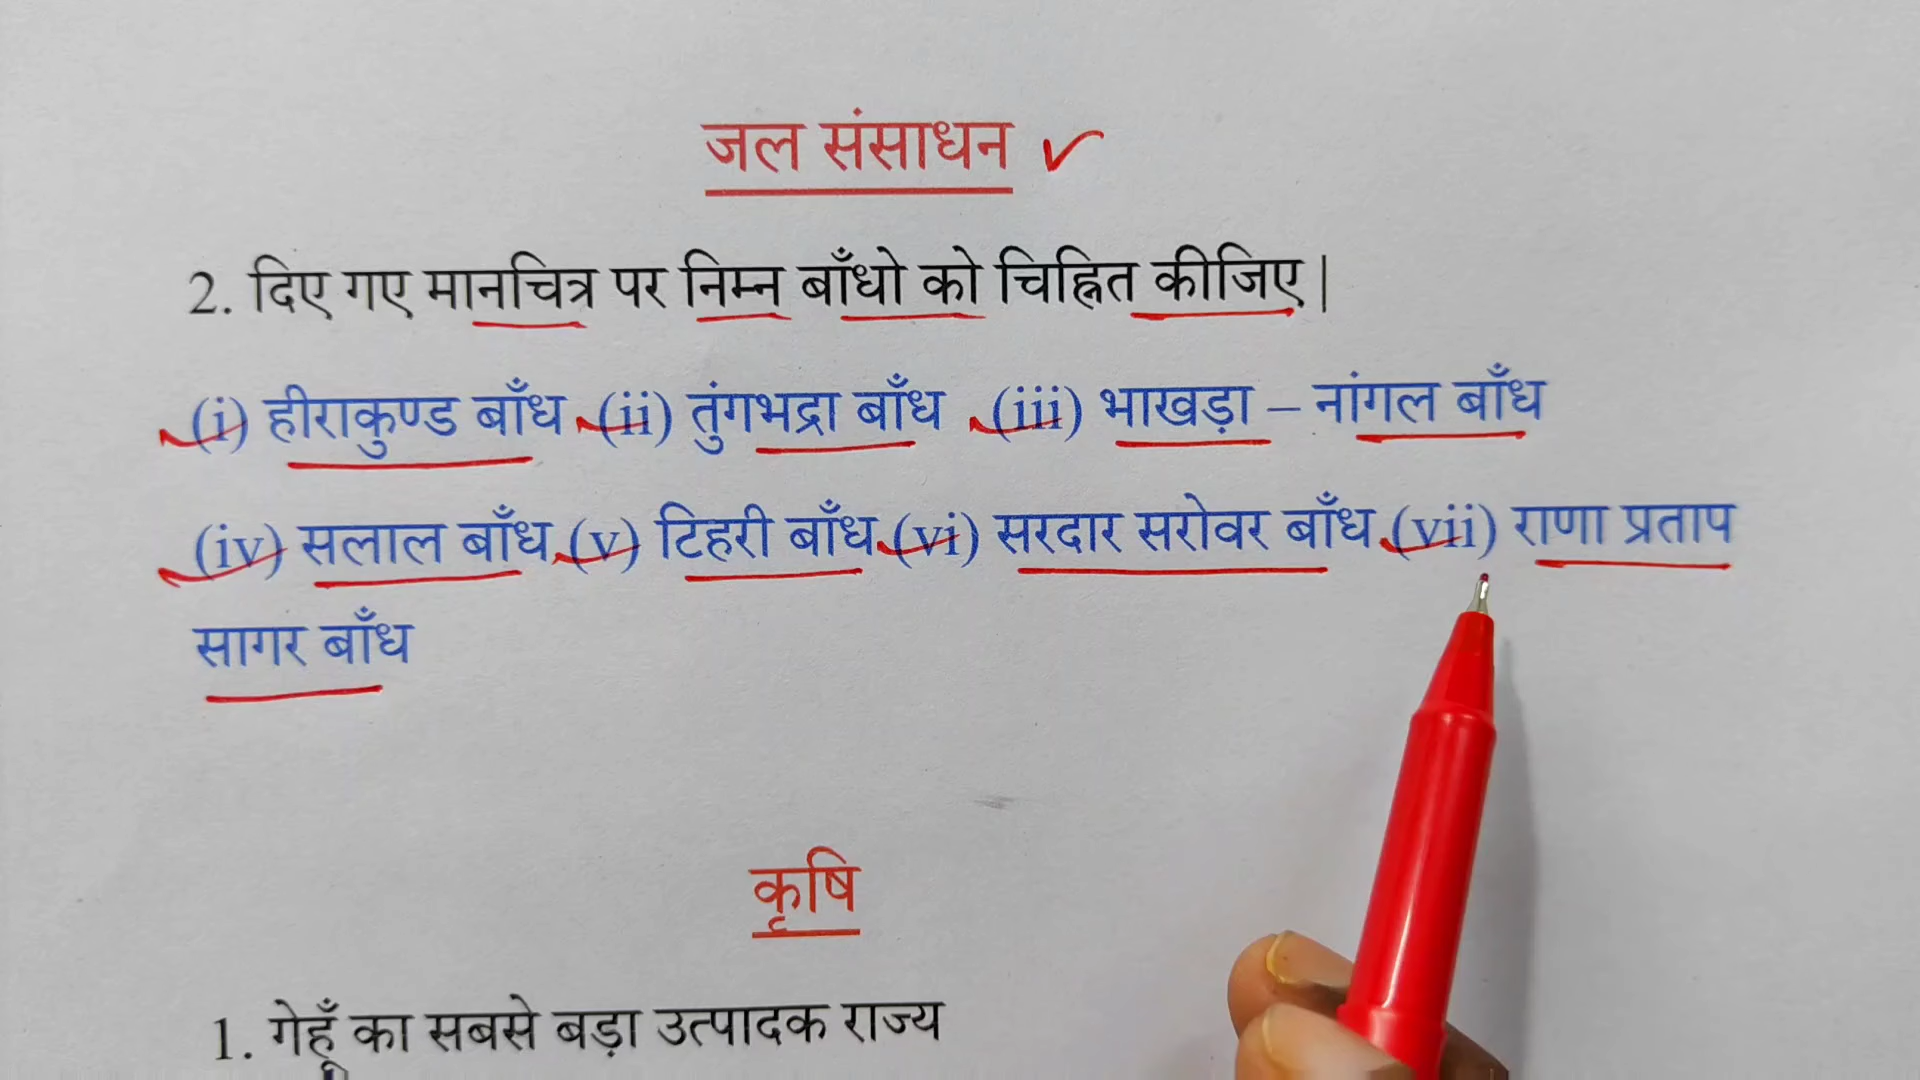 जल संसाधन
2. दिए गए मानचित्र पर निम्न बाँधो को चिह्नित कीजिए |
(i) हीराकुण्ड बाँध (ii) तुंगभद्रा बाँध (iii) भाखड़ा – नांगल बाँध
(iv) सलाल बाँध (v) टिहरी बाँध (vi) सरदार सरोवर बाँध (vii) राणा प्रताप
सागर बाँध
कृषि
1. गेहूँ का सबसे बड़ा उत्पादक राज्य